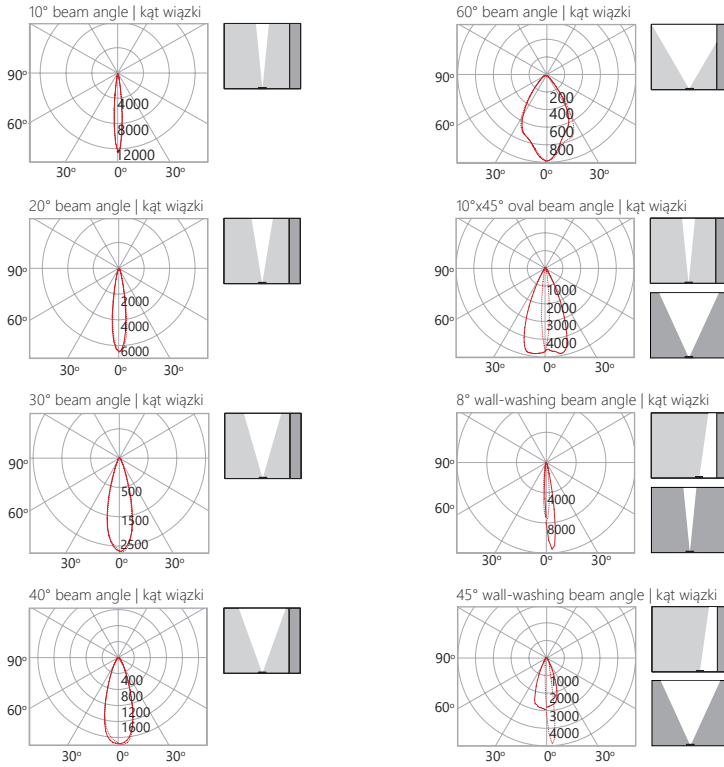 10° beam angle | kąt wiązki
90°
60°
4000
8000
12000
30° 0° 30°
20° beam angle | kąt wiązki
90°
60°
2000
4000
6000
30° 0° 30°
30° beam angle | kąt wiązki
90°
60°
500
1500
2500
30° 0° 30°
40° beam angle | kąt wiązki
90°
60°
400
800
1200
1600
30° 0° 30°
60° beam angle | kąt wiązki
90°
60°
200
400
600
800
30° 0° 30°
10°x45° oval beam angle | kąt wiązki
90°
60°
1000
2000
3000
4000
30° 0° 30°
8° wall-washing beam angle | kąt wiązki
90°
60°
4000
8000
30° 0° 30°
45° wall-washing beam angle | kąt wiązki
90°
60°
1000
2000
3000
4000
30° 0° 30°